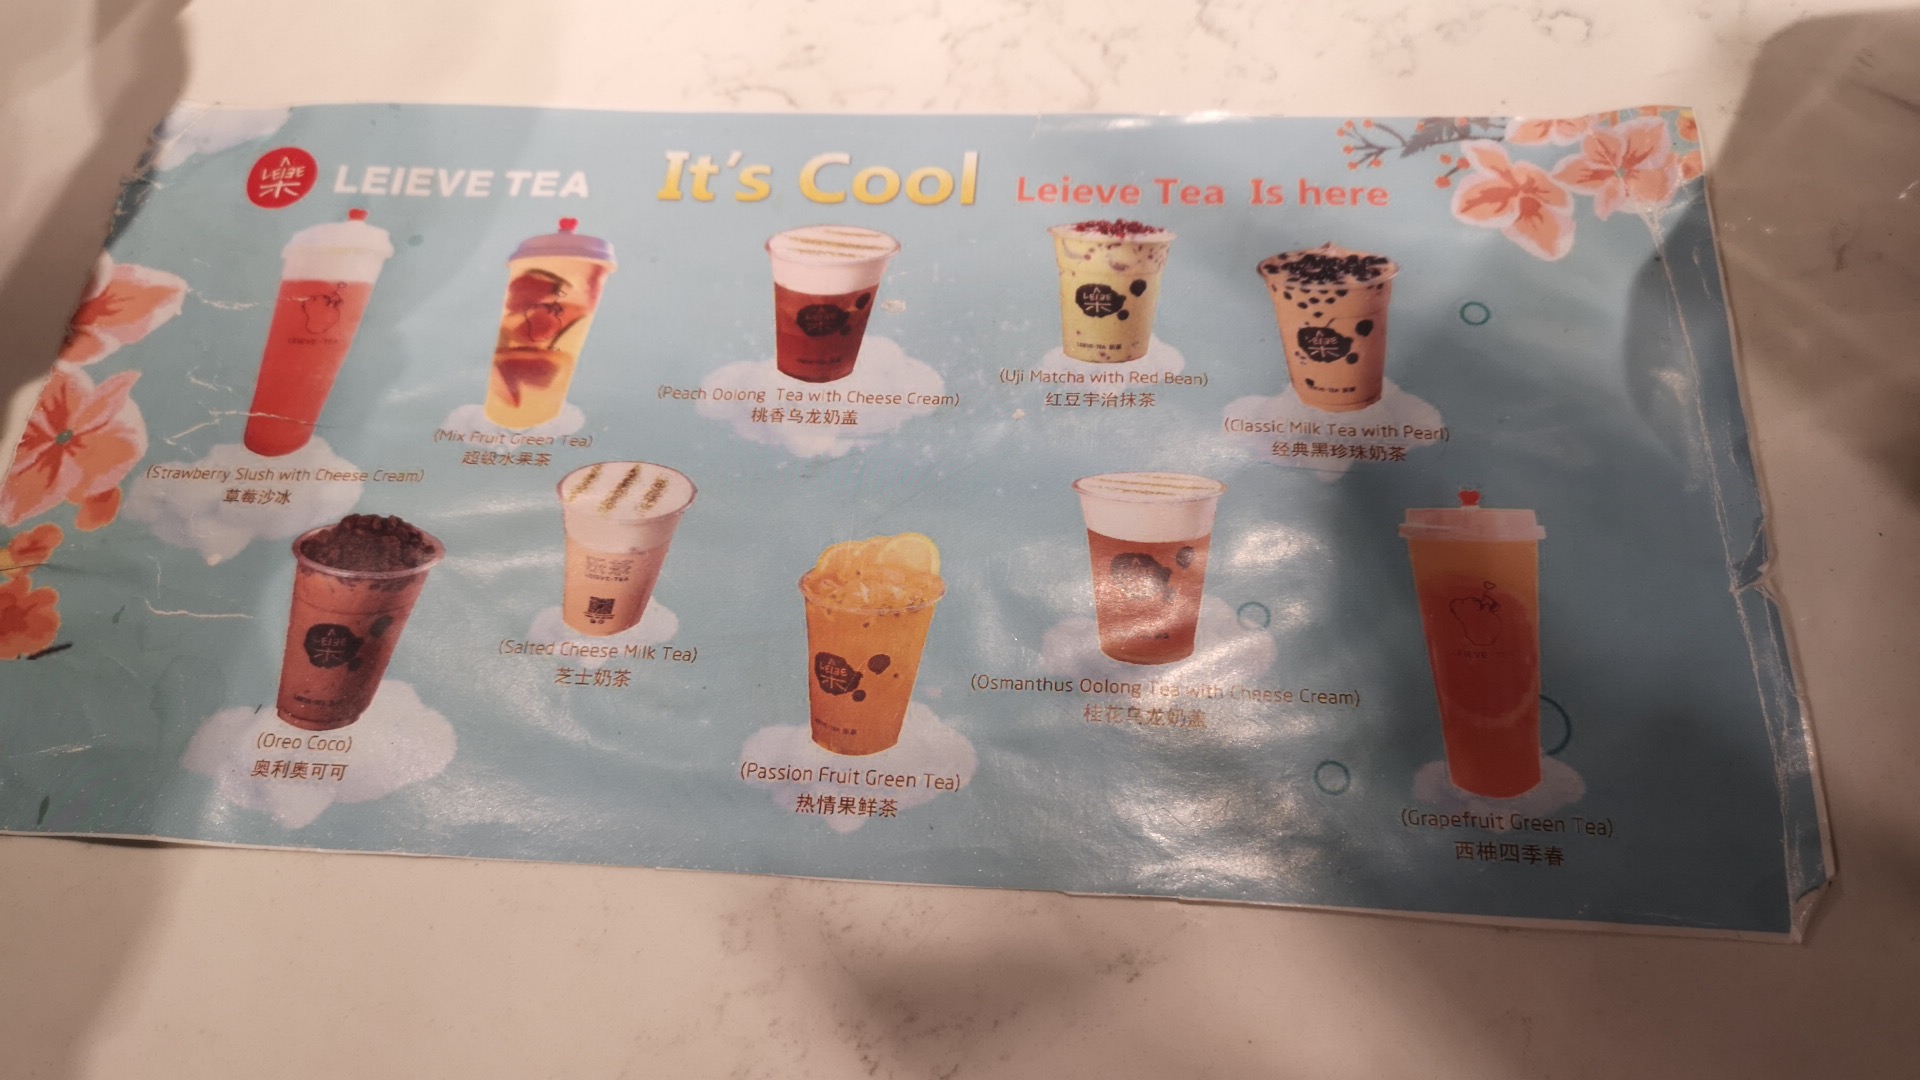 LEIEVE TEA
It's Cool
Leieve Tea Is here
(Strawberry Slush with Cheese Cream)
草莓沙冰
(Mix Fruit Green Tea)
超级水果茶
(Peach Oolong Tea with Cheese Cream)
桃香乌龙奶盖
(Uji Matcha with Red Bean)
红豆宇治抹茶
(Classic Milk Tea with Pearl)
经典黑珍珠奶茶
(Oreo Coco)
奥利奥可可
(Salted Cheese Milk Tea)
芝士奶茶
(Passion Fruit Green Tea)
热情果鲜茶
(Osmanthus Oolong Tea with Cheese Cream)
桂花乌龙奶盖
(Grapefruit Green Tea)
西柚四季春